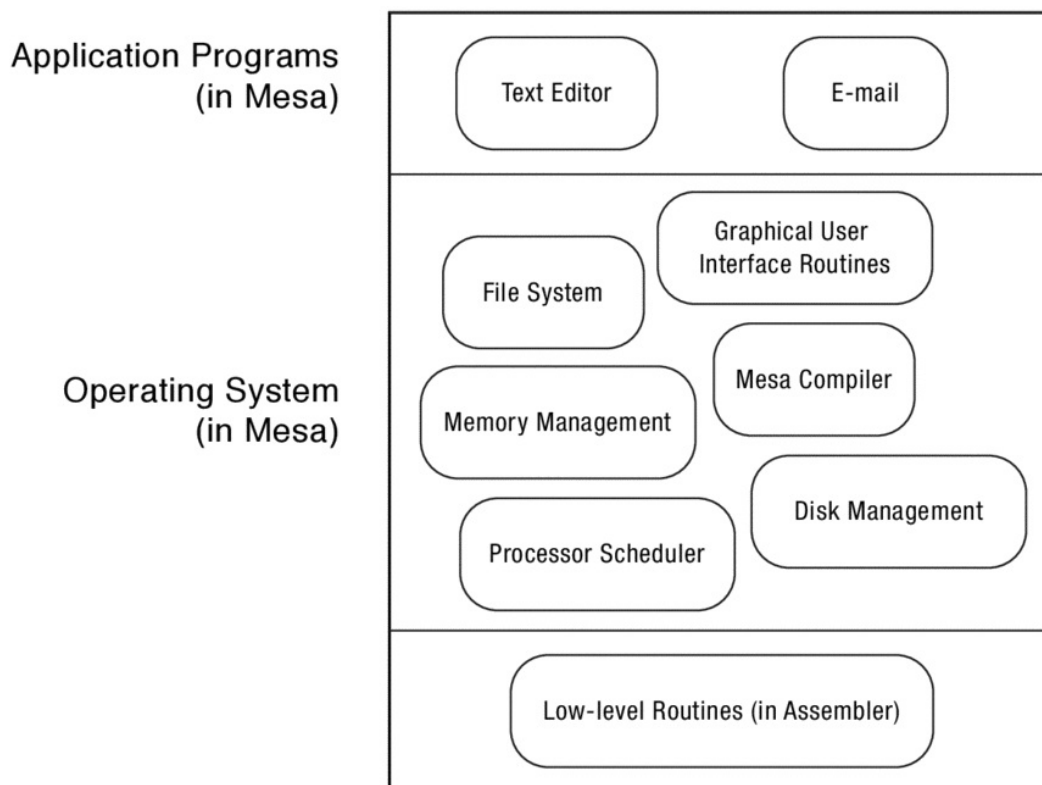 Application Programs
(in Mesa)
Text Editor
E-mail
Operating System
(in Mesa)
Graphical User
Interface Routines
File System
Mesa Compiler
Memory Management
Disk Management
Processor Scheduler
Low-level Routines (in Assembler)